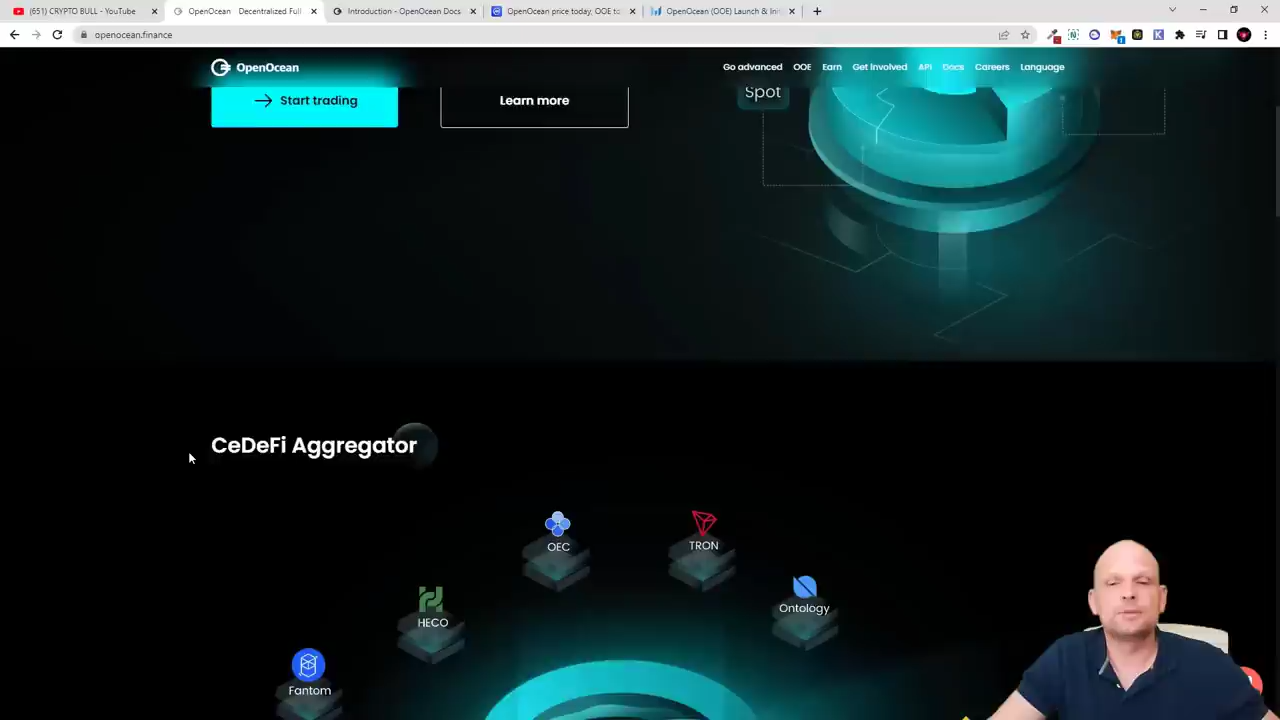 (651) CRYPTO BULL - YouTube
OpenOcean
Decentralized Full
Introduction - OpenOcean Docs
OpenOcean price today, OOE to
OpenOcean (OOE) Launch & Ini
openocean.finance
OpenOcean
Go advanced
OOE
Earn
Get Involved
API
Docs
Careers
Language
Start trading
Learn more
Spot
CeDeFi Aggregator
OEC
TRON
HECO
Ontology
Fantom